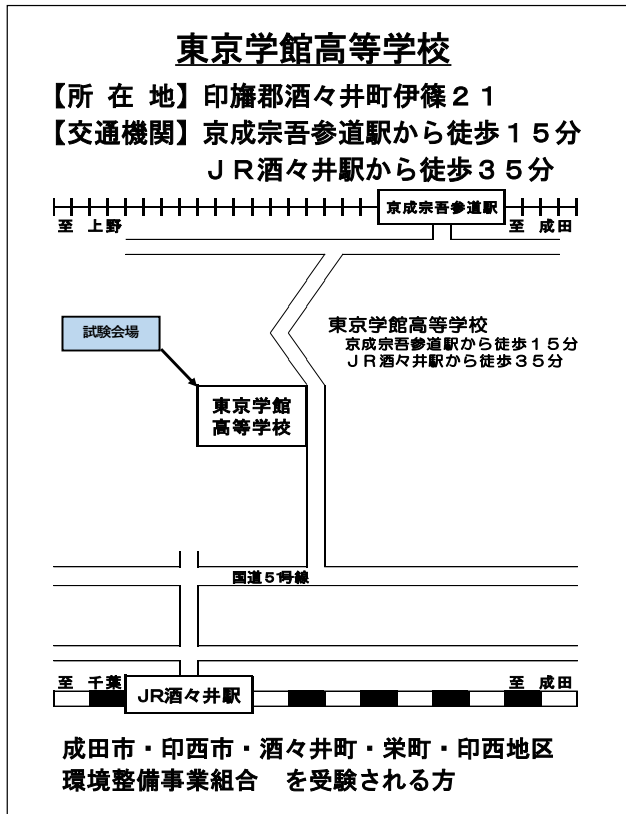 東京学館高等学校
【所 在 地】印旛郡酒々井町伊篠２１
【交通機関】京成宗吾参道駅から徒歩１５分
ＪＲ酒々井駅から徒歩３５分
京成宗吾参道駅
至 上野
至 成田
試験会場
東京学館高等学校
京成宗吾参道駅から徒歩１５分
ＪＲ酒々井駅から徒歩３５分
東京学館
高等学校
国道５１号線
至 千葉
至 成田
JR酒々井駅
成田市・印西市・酒々井町・栄町・印西地区
環境整備事業組合　を受験される方